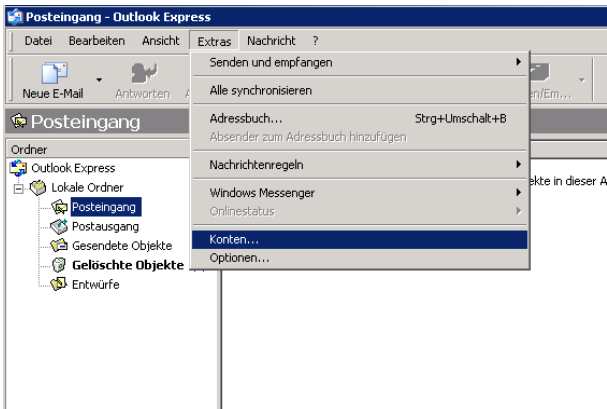 Posteingang - Outlook Express
Datei Bearbeiten Ansicht Extras Nachricht ?
Neue E-Mail Antworten
Posteingang
Ordner
Outlook Express
Lokale Ordner
Posteingang
Postausgang
Gesendete Objekte
Gelöschte Objekte
Entwürfe
Senden und empfangen
Alle synchronisieren
Adressbuch... Strg+Umschalt+B
Absender zum Adressbuch hinzufügen
Nachrichtenregeln
Windows Messenger
Onlinestatus
Konten...
Optionen...
en/Em...
ekte in dieser A